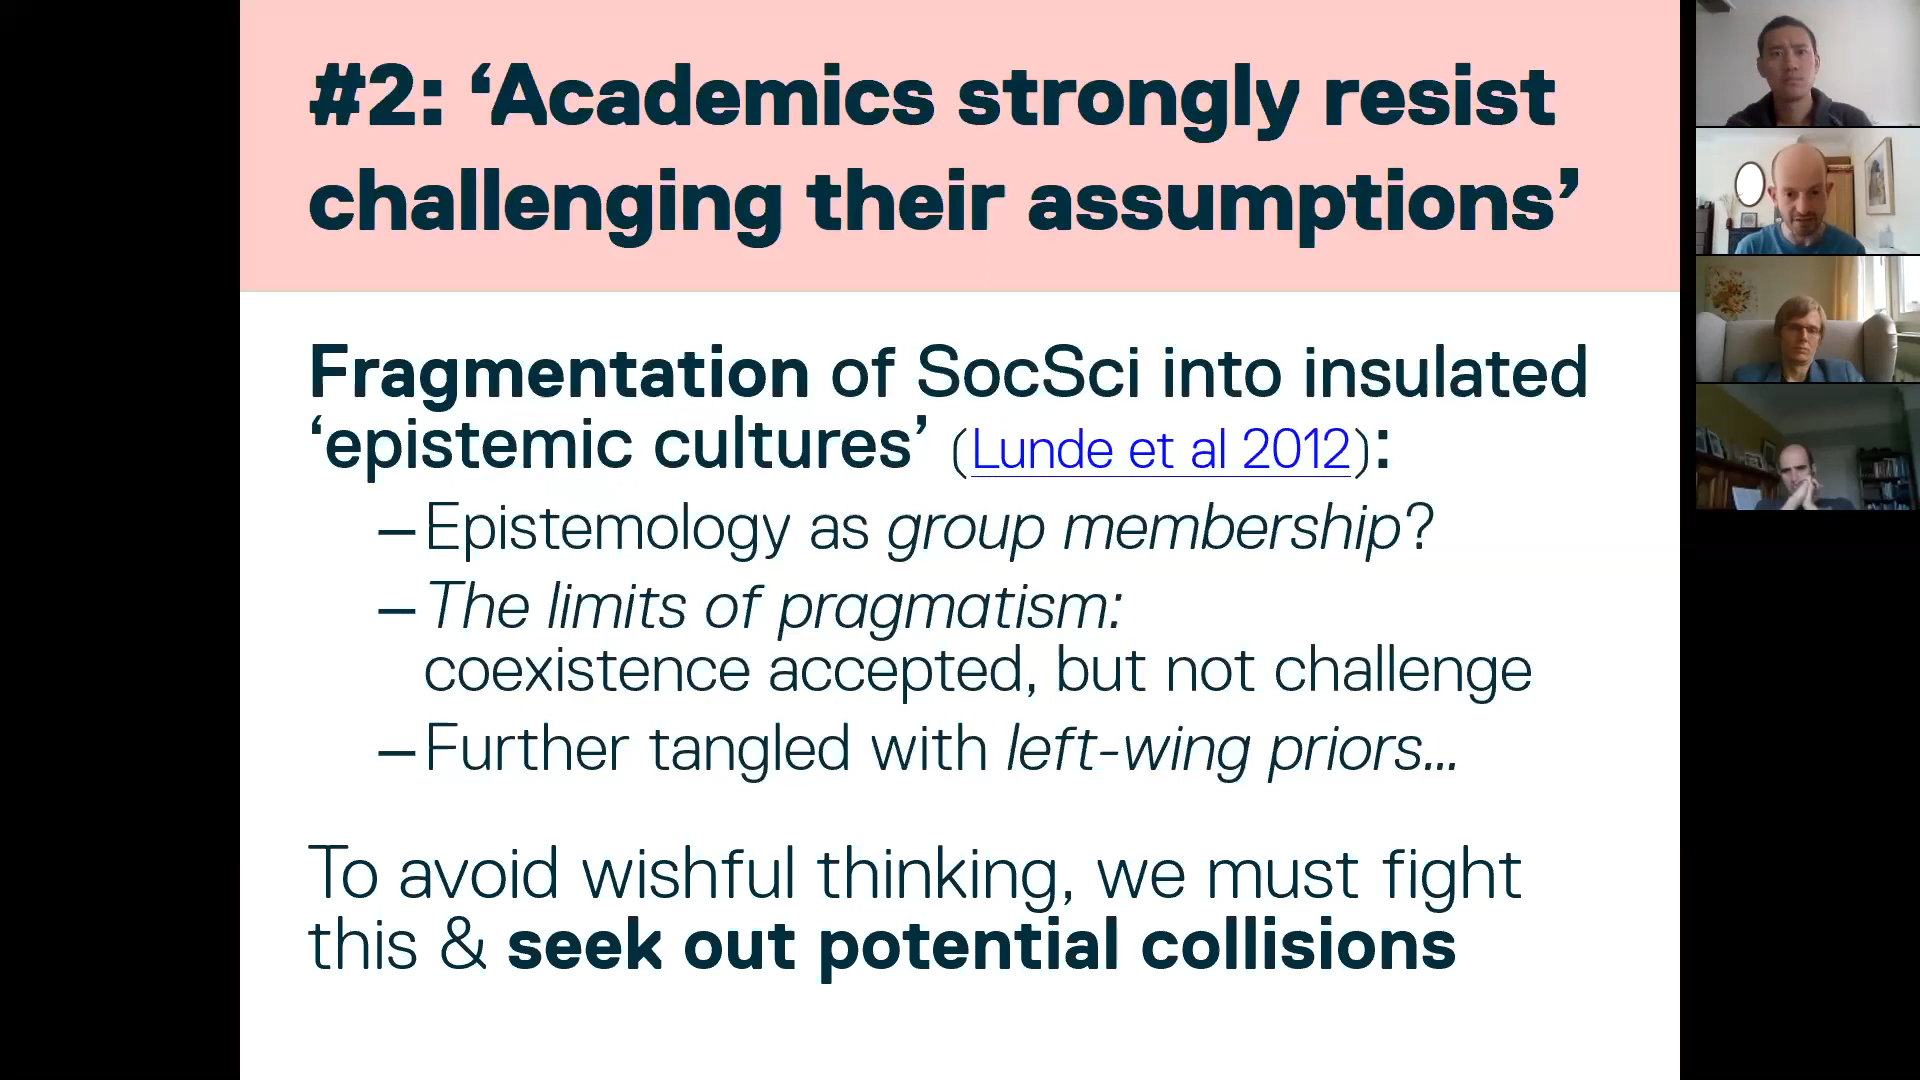 #2: ‘Academics strongly resist
challenging their assumptions’
Fragmentation of SocSci into insulated
‘epistemic cultures’ (Lunde et al 2012):
– Epistemology as group membership?
– The limits of pragmatism:
coexistence accepted, but not challenge
– Further tangled with left-wing priors...
To avoid wishful thinking, we must fight
this & seek out potential collisions